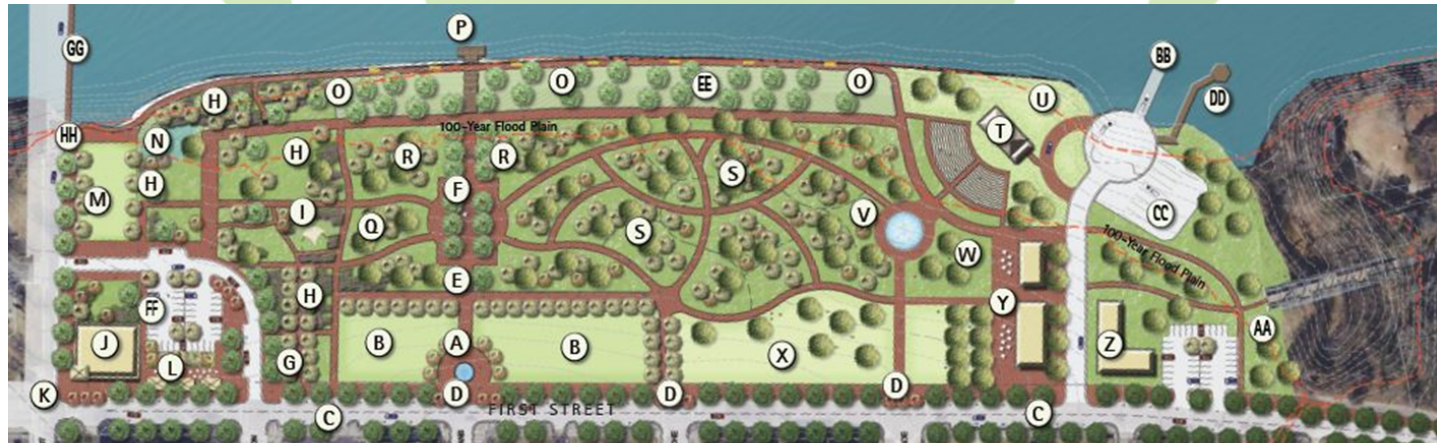 P
GG
BB
O
O
EE
O
U
DD
H
HH
N
100-Year Flood Plain
T
H
R
R
S
H
F
M
I
Q
S
V
CC
W
100-Year Flood Plain
E
H
FF
Y
AA
J
B
A
B
X
Z
L
G
K
D
D
D
C
FIRST STREET
C